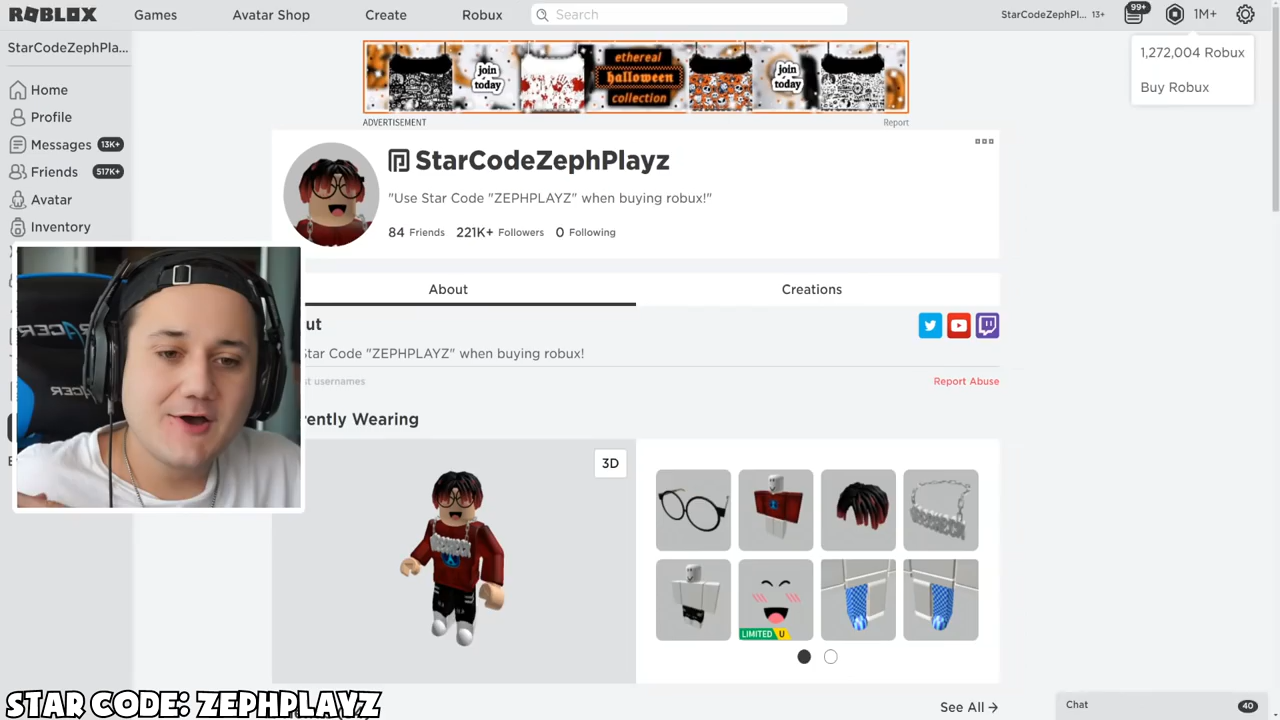 ROBLOX Games Avatar Shop Create Robux Search StarCodeZephPl... 13+ 99+ 1M+
1,272,004 Robux
Buy Robux
StarCodeZephPla...
Home
Profile
Messages 13K+
Friends 517K+
Avatar
Inventory
join today
ethereal halloween collection
join today
ADVERTISEMENT Report
StarCodeZephPlayz
"Use Star Code "ZEPHPLAYZ" when buying robux!"
84 Friends 221K+ Followers 0 Following
About Creations
ut
Star Code "ZEPHPLAYZ" when buying robux!
t usernames Report Abuse
rently Wearing
3D
LIMITED U
See All
Chat 40
STAR CODE: ZEPHPLAYZ